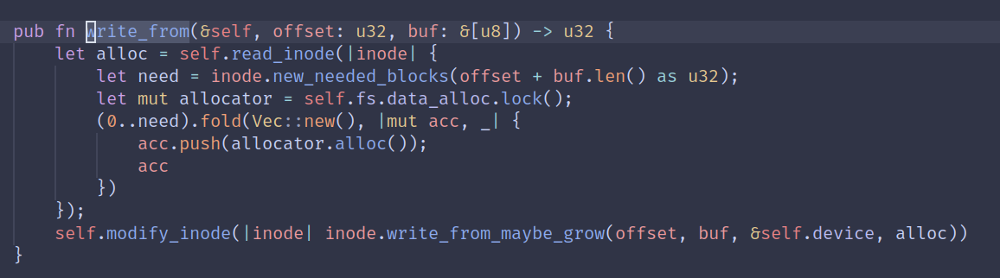 pub fn write_from(&self, offset: u32, buf: &[u8]) -> u32 {
    let alloc = self.read_inode(|inode| {
        let need = inode.new_needed_blocks(offset + buf.len() as u32);
        let mut allocator = self.fs.data_alloc.lock();
        (0..need).fold(Vec::new(), |mut acc, _| {
            acc.push(allocator.alloc());
            acc
        })
    });
    self.modify_inode(|inode| inode.write_from_maybe_grow(offset, buf, &self.device, alloc))
}